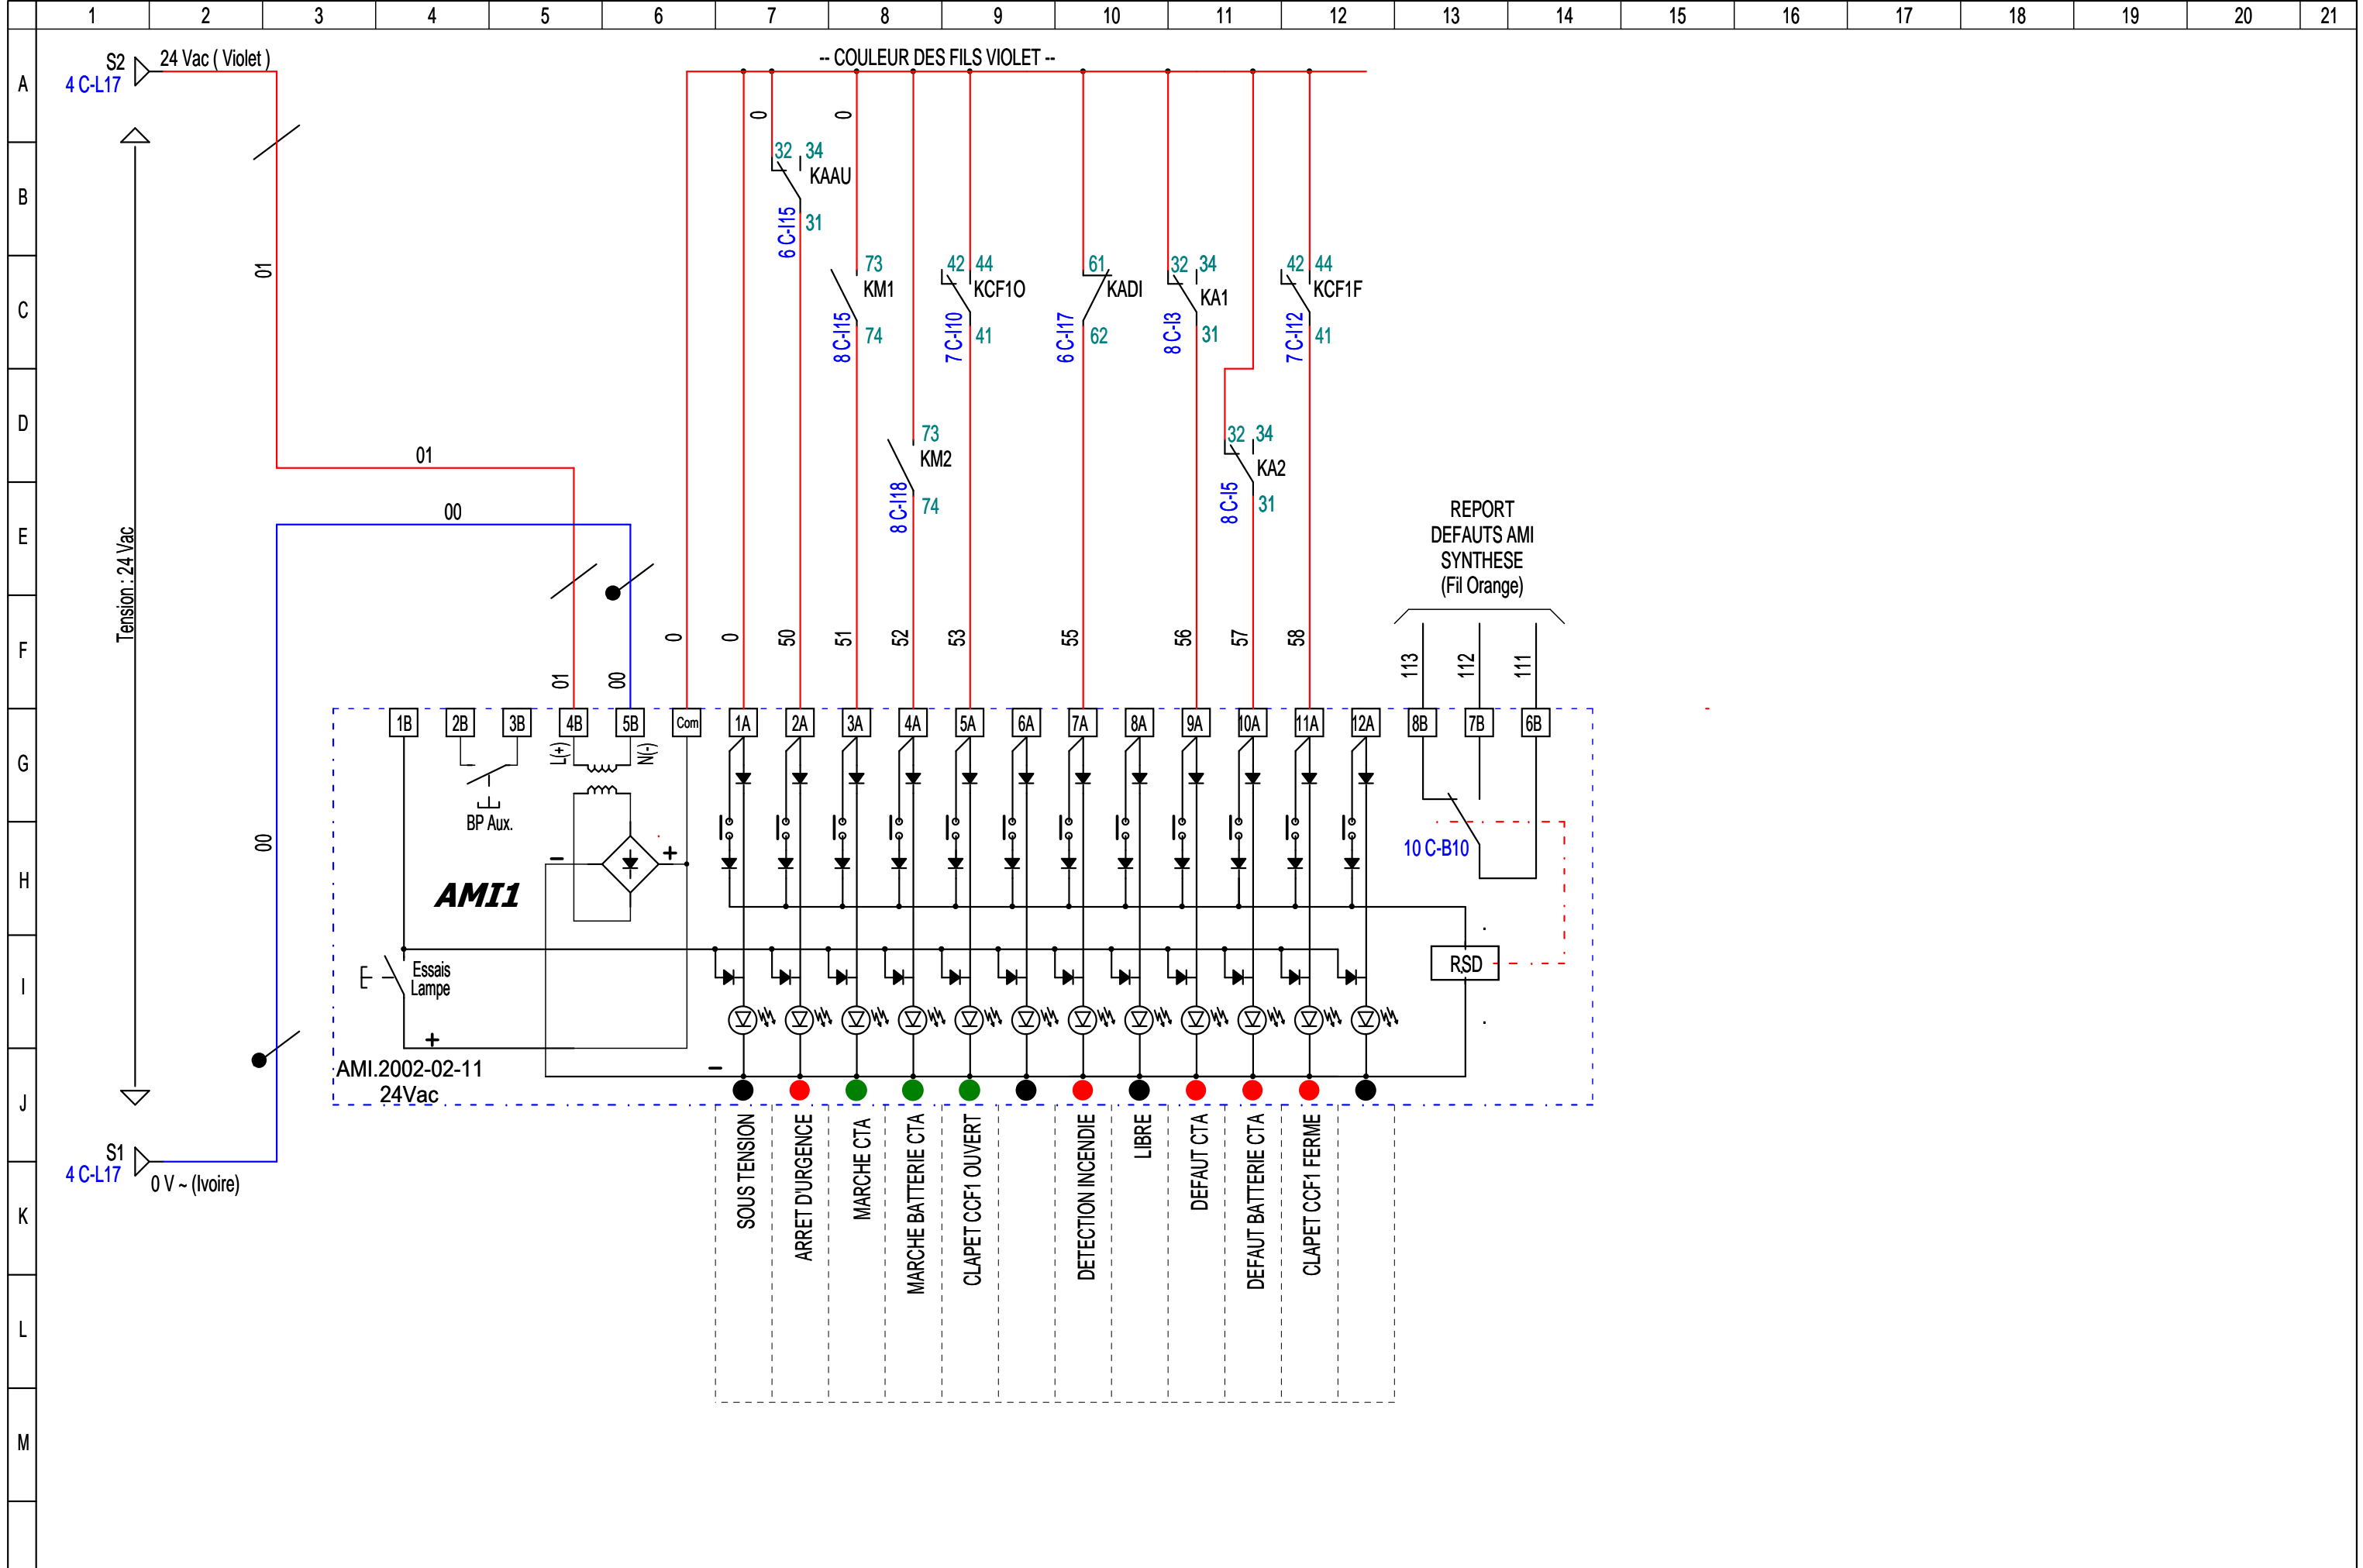 1 2 3 4 5 6 7 8 9 10 11 12 13 14 15 16 17 18 19 20 21
A
B
C
D
E
F
G
H
I
J
K
L
M
S2
24 Vac ( Violet )
4 C-L17
-- COULEUR DES FILS VIOLET --
0
0
32 34
KAAU
31
6 C-I15
01
73
KM1
74
8 C-I15
42 44
KCF1O
41
7 C-I10
61
KADI
62
6 C-I17
32 34
KA1
31
8 C-I3
42 44
KCF1F
41
7 C-I12
01
73
KM2
74
8 C-I18
32 34
KA2
31
8 C-I5
00
Tension : 24 Vac
REPORT
DEFAUTS AMI
SYNTHESE
(Fil Orange)
01
00
0
0
50
51
52
53
55
56
57
58
113
112
111
1B 2B 3B 4B 5B Com 1A 2A 3A 4A 5A 6A 7A 8A 9A 10A 11A 12A 8B 7B 6B
L(+)
N(-)
BP Aux.
00
- +
10 C-B10
AMI1
Essais
Lampe
RSD
+
-
AMI.2002-02-11
24Vac
S1
4 C-L17
0 V ~ (Ivoire)
SOUS TENSION
ARRET D'URGENCE
MARCHE CTA
MARCHE BATTERIE CTA
CLAPET CCF1 OUVERT
DETECTION INCENDIE
LIBRE
DEFAUT CTA
DEFAUT BATTERIE CTA
CLAPET CCF1 FERME